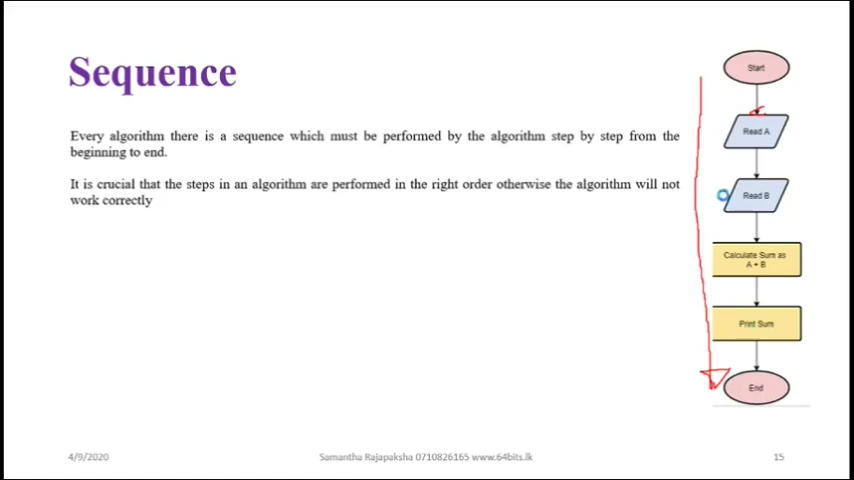 Sequence
Every algorithm there is a sequence which must be performed by the algorithm step by step from the
beginning to end.
It is crucial that the steps in an algorithm are performed in the right order otherwise the algorithm will not
work correctly
Start
Read A
Read B
Calculate Sum as
A + B
Print Sum
End
4/9/2020
Samantha Rajapaksha 0710826165 www.64bits.lk
15